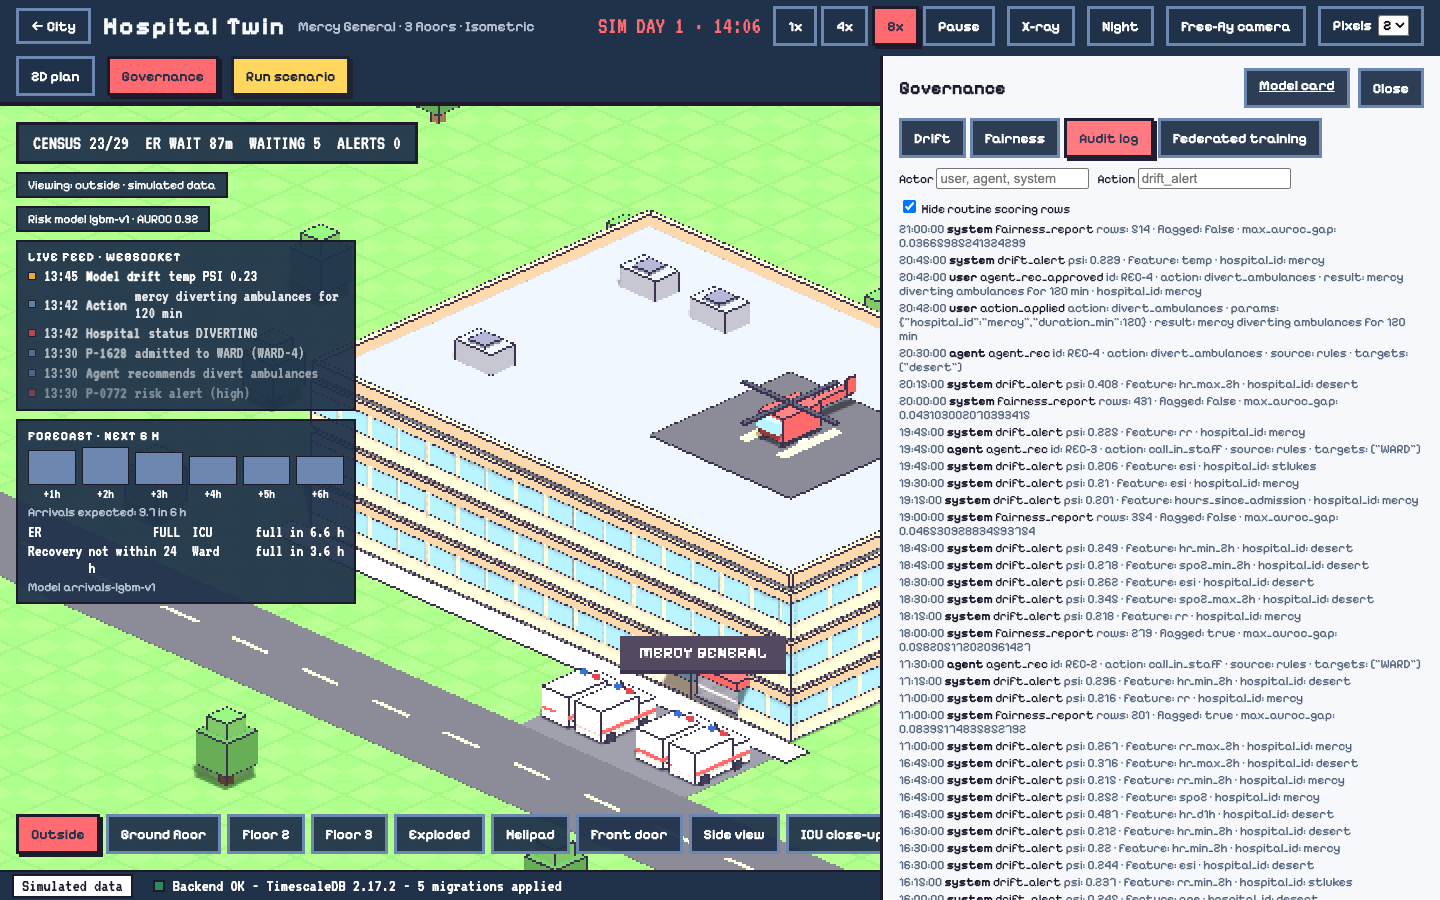 ← City
Hospital Twin
Mercy General · 3 floors · Isometric
SIM DAY 1 · 14:06
1x
4x
8x
Pause
X-ray
Night
Free-fly camera
Pixels 2
2D plan
Governance
Run scenario
CENSUS 23/29 ER WAIT 87m WAITING 5 ALERTS 0
Viewing: outside · simulated data
Risk model lgbm-v1 · AUROC 0.92
LIVE FEED · WEBSOCKET
13:45 Model drift temp PSI 0.23
13:42 Action mercy diverting ambulances for
120 min
13:42 Hospital status DIVERTING
13:30 P-1628 admitted to WARD (WARD-4)
13:30 Agent recommends divert ambulances
13:30 P-0772 risk alert (high)
FORECAST · NEXT 6 H
+1h +2h +3h +4h +5h +6h
Arrivals expected: 9.7 in 6 h
ER FULL ICU full in 6.6 h
Recovery not within 24 h Ward full in 3.6 h
Model arrivals-lgbm-v1
MERCY GENERAL
Outside
Ground floor
Floor 2
Floor 3
Exploded
Helipad
Front door
Side view
ICU close-up
Simulated data
Backend OK - TimescaleDB 2.17.2 - 5 migrations applied
Governance
Model card
Close
Drift
Fairness
Audit log
Federated training
Actor user, agent, system Action drift_alert
Hide routine scoring rows
21:00:00 system fairness_report rows: 514 · flagged: false · max_auroc_gap:
20:45:00 system drift_alert psi: 0.229 · feature: temp · hospital_id: mercy
20:42:00 user agent_rec_approved id: REC-4 · action: divert_ambulances · result: mercy
diverting ambulances for 120 min · hospital_id: mercy
20:42:00 user action_applied action: divert_ambulances · params:
{"hospital_id":"mercy","duration_min":120} · result: mercy diverting ambulances for 120
min
20:30:00 agent agent_rec id: REC-4 · action: divert_ambulances · source: rules · targets:
["desert"]
20:15:00 system drift_alert psi: 0.408 · feature: hr_max_2h · hospital_id: desert
20:00:00 system fairness_report rows: 431 · flagged: false · max_auroc_gap:
0.043103002070393415
19:45:00 system drift_alert psi: 0.225 · feature: rr · hospital_id: mercy
19:45:00 agent agent_rec id: REC-3 · action: call_in_staff · source: rules · targets: ["WARD"]
19:45:00 system drift_alert psi: 0.206 · feature: esi · hospital_id: stlukes
19:30:00 system drift_alert psi: 0.21 · feature: esi · hospital_id: mercy
19:15:00 system drift_alert psi: 0.201 · feature: hours_since_admission · hospital_id: mercy
19:00:00 system fairness_report rows: 354 · flagged: false · max_auroc_gap:
18:45:00 system drift_alert psi: 0.249 · feature: hr_min_2h · hospital_id: desert
18:45:00 system drift_alert psi: 0.278 · feature: spo2_min_2h · hospital_id: desert
18:30:00 system drift_alert psi: 0.262 · feature: esi · hospital_id: desert
18:30:00 system drift_alert psi: 0.345 · feature: spo2_max_2h · hospital_id: desert
18:15:00 system drift_alert psi: 0.218 · feature: rr · hospital_id: mercy
18:00:00 system fairness_report rows: 279 · flagged: true · max_auroc_gap:
17:30:00 agent agent_rec id: REC-2 · action: call_in_staff · source: rules · targets: ["WARD"]
17:15:00 system drift_alert psi: 0.296 · feature: hr_min_2h · hospital_id: desert
17:00:00 system drift_alert psi: 0.216 · feature: rr · hospital_id: mercy
17:00:00 system fairness_report rows: 201 · flagged: true · max_auroc_gap:
17:00:00 system drift_alert psi: 0.267 · feature: rr_max_2h · hospital_id: mercy
16:45:00 system drift_alert psi: 0.376 · feature: hr_max_2h · hospital_id: desert
16:45:00 system drift_alert psi: 0.215 · feature: rr_min_2h · hospital_id: mercy
16:45:00 system drift_alert psi: 0.252 · feature: spo2 · hospital_id: mercy
16:45:00 system drift_alert psi: 0.487 · feature: hr_d1h · hospital_id: desert
16:30:00 system drift_alert psi: 0.212 · feature: hr_min_2h · hospital_id: desert
16:30:00 system drift_alert psi: 0.22 · feature: hr_min_2h · hospital_id: mercy
16:30:00 system drift_alert psi: 0.244 · feature: esi · hospital_id: desert
16:15:00 system drift_alert psi: 0.237 · feature: rr_min_2h · hospital_id: stlukes